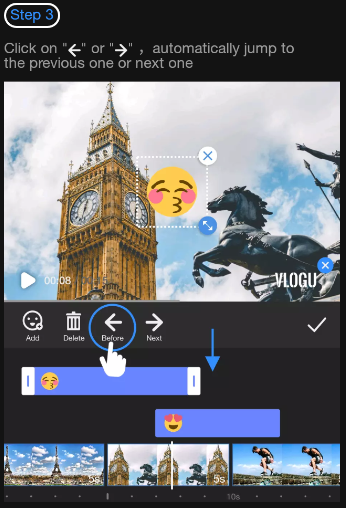 Step 3
Click on "←" or "→" , automatically jump to
the previous one or next one
00:08
VLOGU
Add Delete Before Next
5s
5s
10s